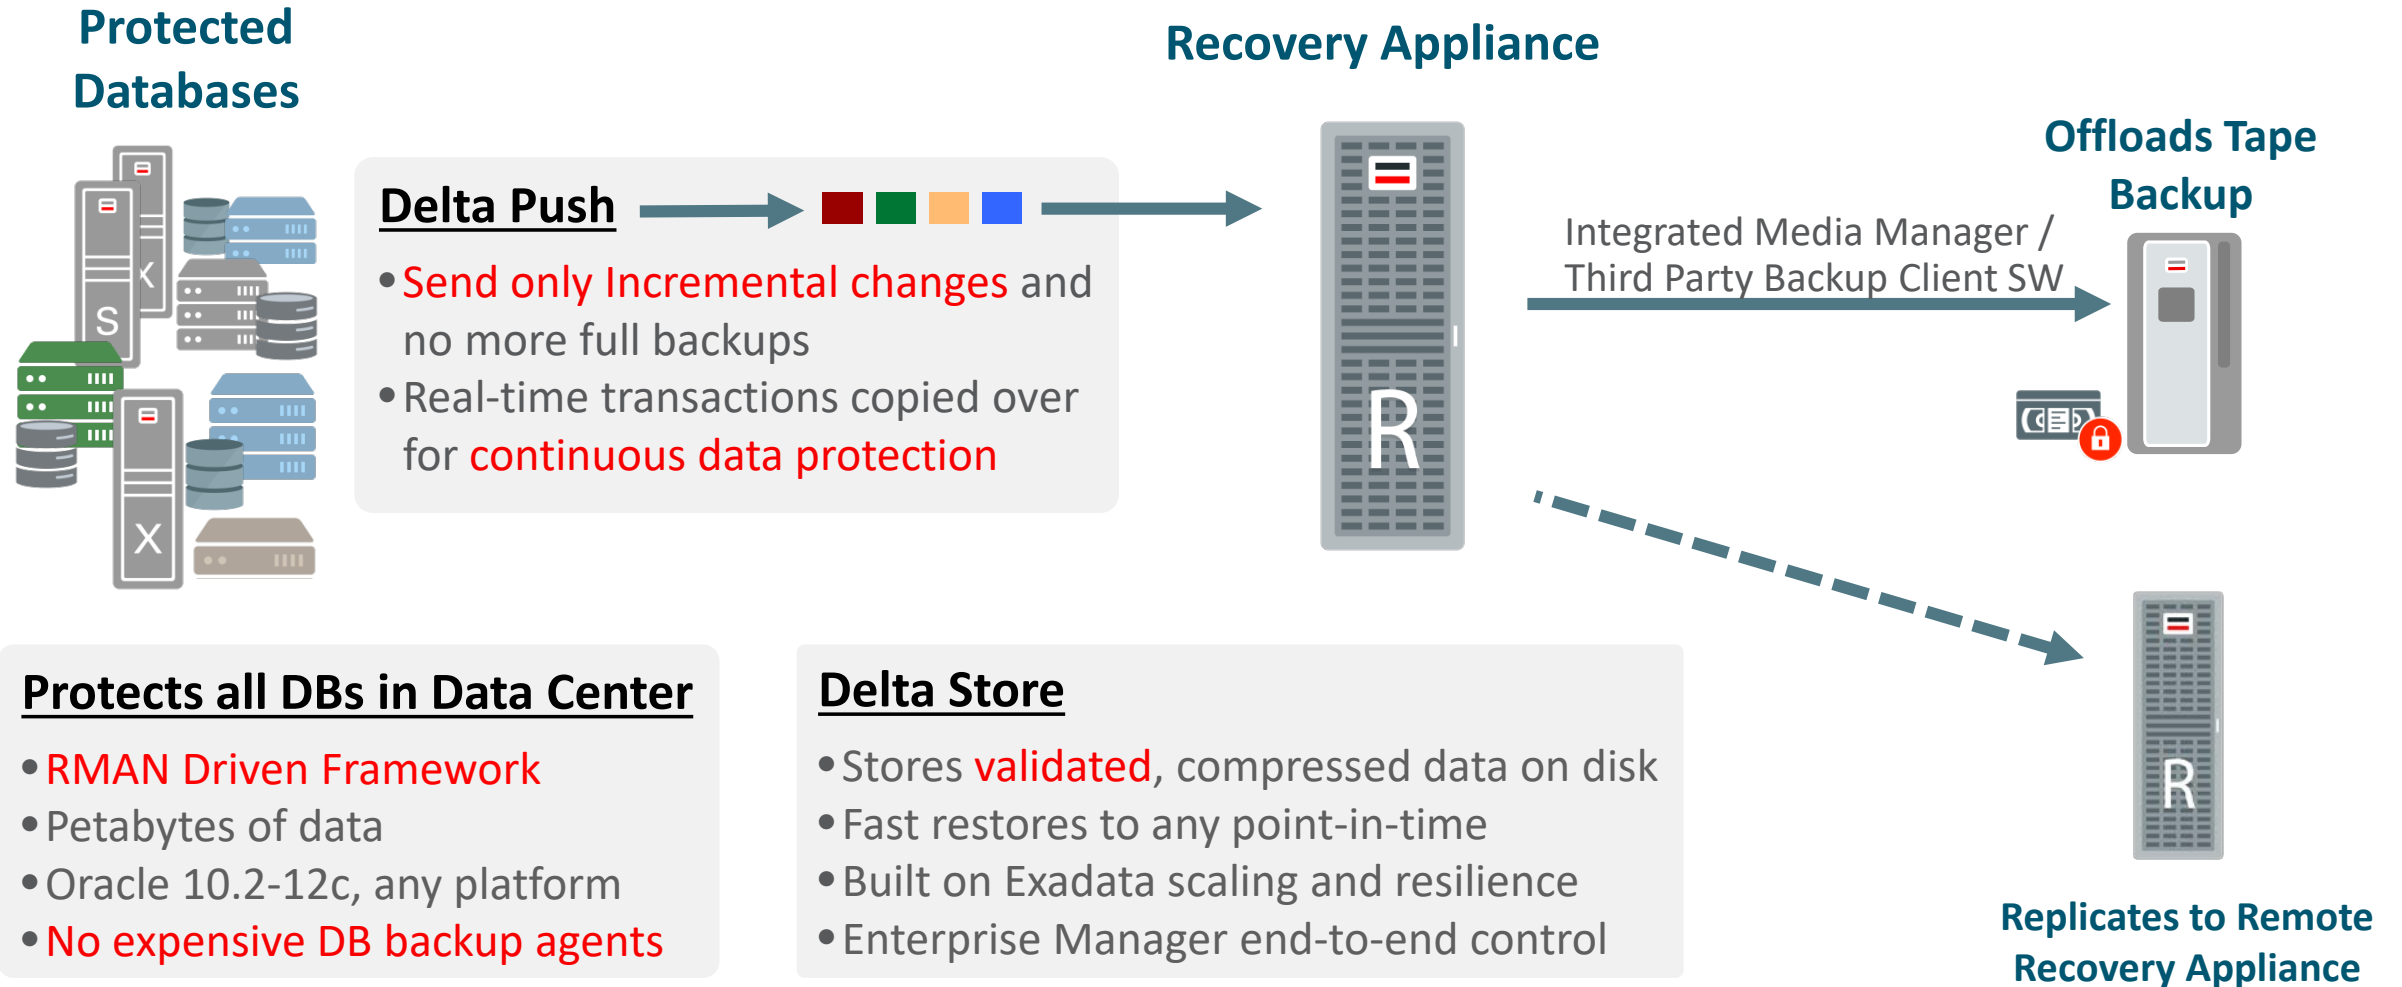 Protected
Databases
Recovery Appliance
Offloads Tape
Backup
Delta Push
• Send only Incremental changes and
no more full backups
• Real-time transactions copied over
for continuous data protection
Integrated Media Manager /
Third Party Backup Client SW
X
S
X
R
R
Protects all DBs in Data Center
• RMAN Driven Framework
• Petabytes of data
• Oracle 10.2-12c, any platform
• No expensive DB backup agents
Delta Store
• Stores validated, compressed data on disk
• Fast restores to any point-in-time
• Built on Exadata scaling and resilience
• Enterprise Manager end-to-end control
Replicates to Remote
Recovery Appliance